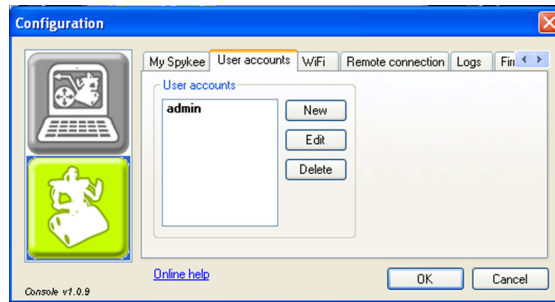 Configuration
My Spykee User accounts WiFi Remote connection Logs
User accounts
admin
New
Edit
Delete
Online help
OK Cancel
Console v1.0.9